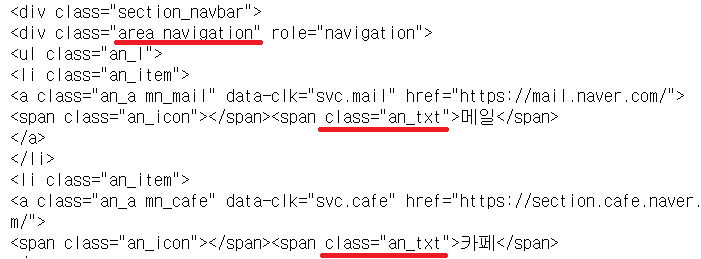 <div class="section_navbar">
<div class="area_navigation" role="navigation">
<ul class="an_l">
<li class="an_item">
<a class="an_a mn_mail" data-clk="svc.mail" href="https://mail.naver.com/">
<span class="an_icon"></span><span class="an_txt">메일</span>
</a>
</li>
<li class="an_item">
<a class="an_a mn_cafe" data-clk="svc.cafe" href="https://section.cafe.naver.
m/">
<span class="an_icon"></span><span class="an_txt">카페</span>